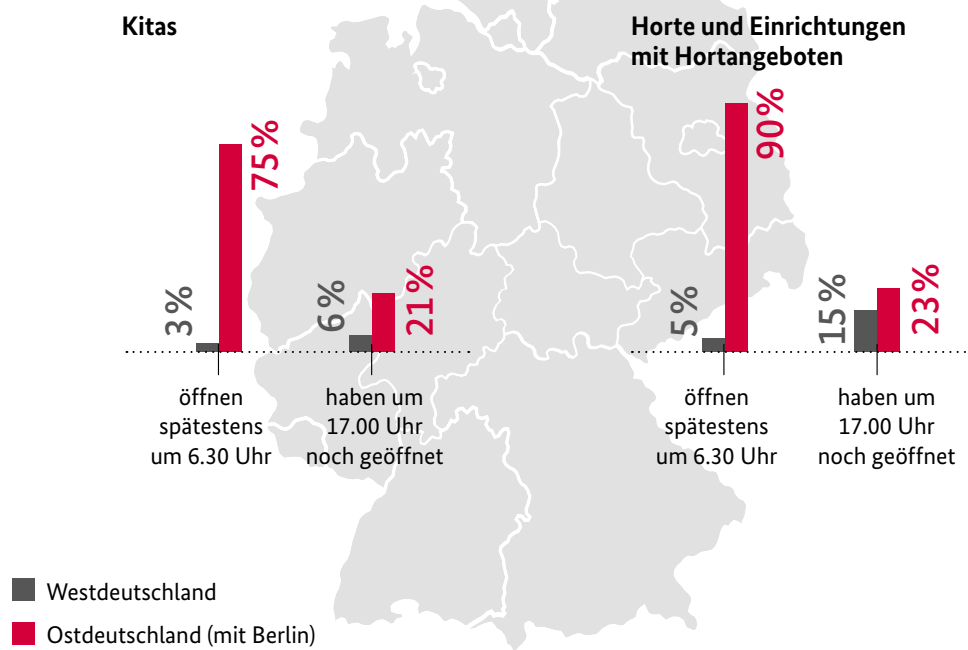 Kitas
75 %
3 %
6 %
21 %
öffnen
spätestens
um 6.30 Uhr
haben um
17.00 Uhr
noch geöffnet
Horte und Einrichtungen
mit Hortangeboten
90 %
5 %
15 %
23 %
öffnen
spätestens
um 6.30 Uhr
haben um
17.00 Uhr
noch geöffnet
Westdeutschland
Ostdeutschland (mit Berlin)